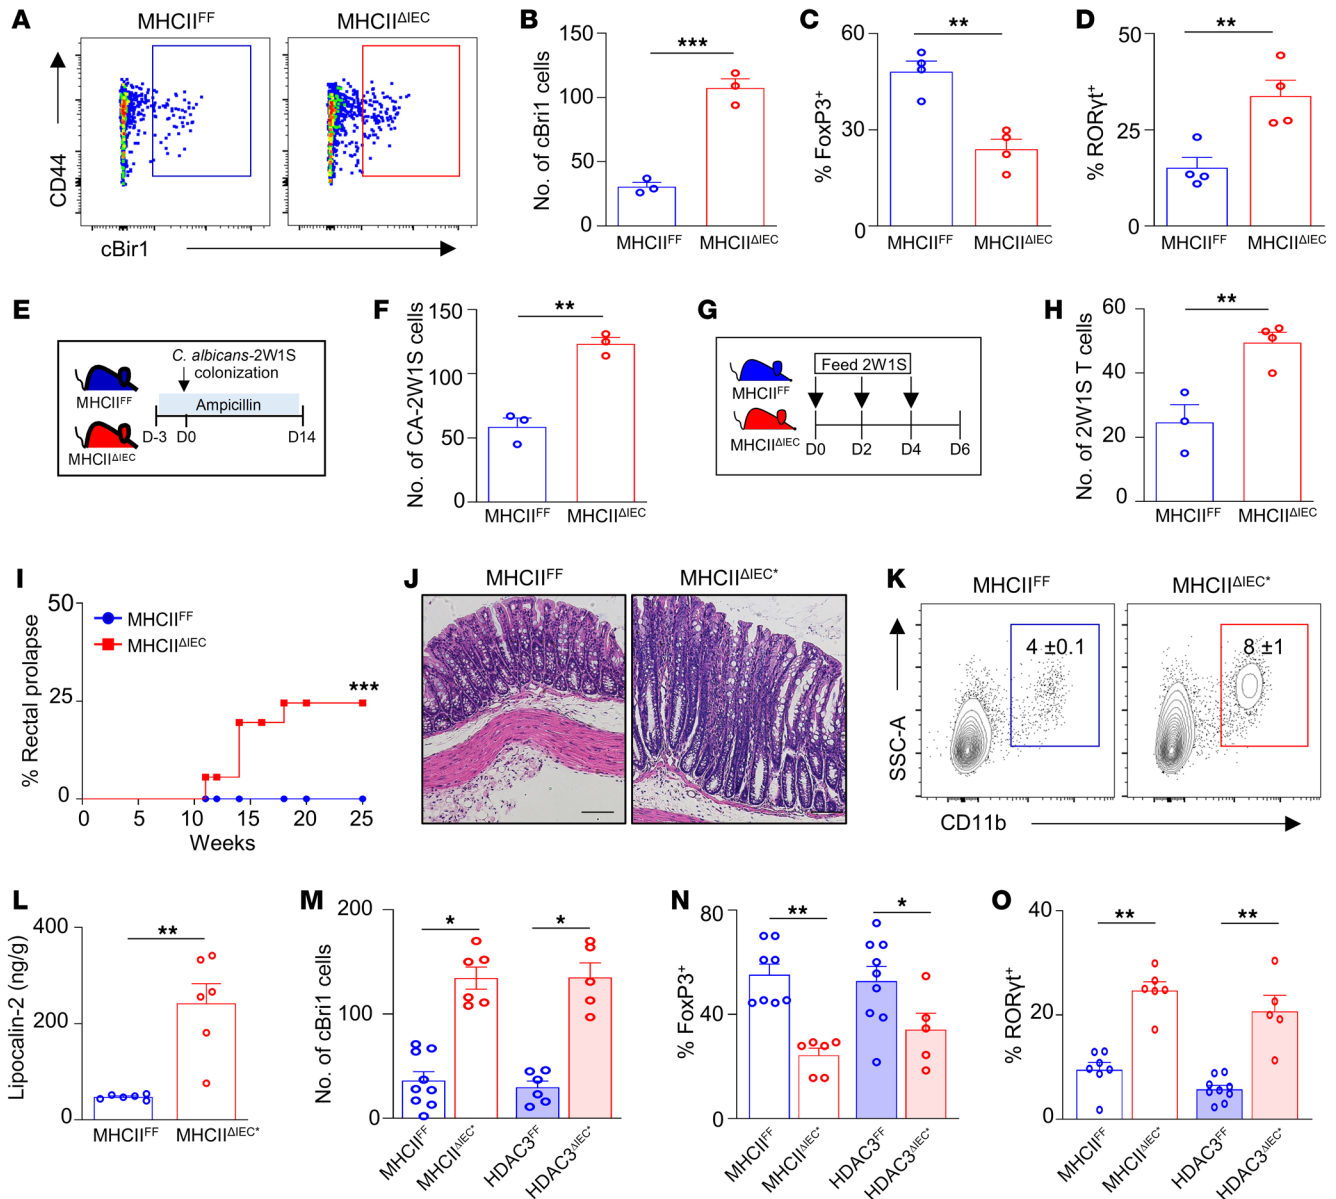 A
MHCII^FF
MHCII^ΔIEC
CD44
cBir1
B
***
No. of cBri1 cells
150
100
50
0
MHCII^FF
MHCII^ΔIEC
C
**
% FoxP3+
60
30
0
MHCII^FF
MHCII^ΔIEC
D
**
% RORγt+
50
25
0
MHCII^FF
MHCII^ΔIEC
E
C. albicans-2W1S
colonization
Ampicillin
MHCII^FF
MHCII^ΔIEC
D-3
D0
D14
F
**
No. of CA-2W1S cells
150
100
50
0
MHCII^FF
MHCII^ΔIEC
G
Feed 2W1S
MHCII^FF
MHCII^ΔIEC
D0
D2
D4
D6
H
**
No. of 2W1S T cells
60
40
20
0
MHCII^FF
MHCII^ΔIEC
I
% Rectal prolapse
50
25
0
MHCII^FF
MHCII^ΔIEC
***
0
5
10
15
20
25
Weeks
J
MHCII^FF
MHCII^ΔIEC*
K
MHCII^FF
MHCII^ΔIEC*
4 ±0.1
8 ±1
SSC-A
CD11b
L
**
Lipocalin-2 (ng/g)
400
200
0
MHCII^FF
MHCII^ΔIEC*
M
*
*
No. of cBri1 cells
200
100
0
MHCII^FF
MHCII^ΔIEC*
HDAC3^FF
HDAC3^ΔIEC*
N
**
*
% FoxP3+
80
40
0
MHCII^FF
MHCII^ΔIEC*
HDAC3^FF
HDAC3^ΔIEC*
O
**
**
% RORγt+
40
20
0
MHCII^FF
MHCII^ΔIEC*
HDAC3^FF
HDAC3^ΔIEC*